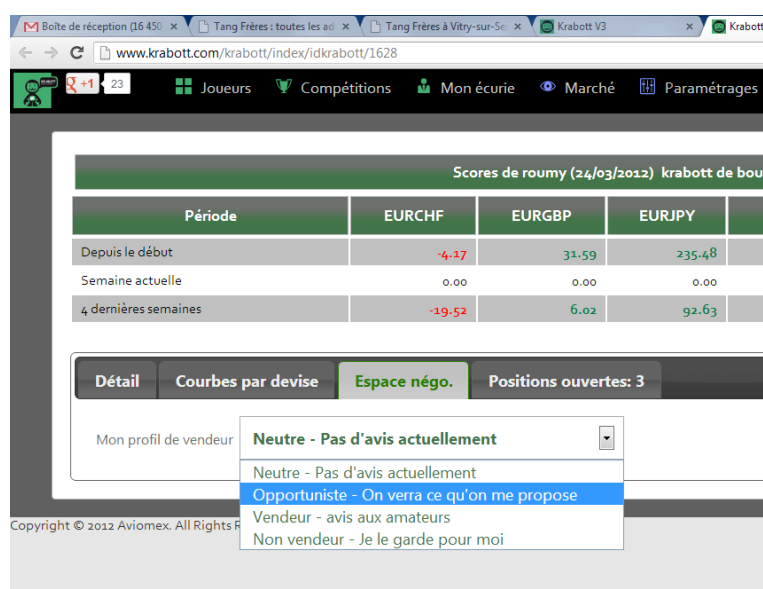 Boîte de réception (16 450 Tang Frères : toutes les ad Tang Frères à Vitry-sur-Sei Krabott V3 Krabott
www.krabott.com/krabott/index/idkrabott/1628
+1 23 Joueurs Compétitions Mon écurie Marché Paramétrages
Scores de roumy (24/03/2012) krabott de bou
Période EURCHF EURGBP EURJPY
Depuis le début -4.17 31.59 235.48
Semaine actuelle 0.00 0.00 0.00
4 dernières semaines -19.52 6.02 92.63
Détail Courbes par devise Espace négo. Positions ouvertes: 3
Mon profil de vendeur Neutre - Pas d'avis actuellement
Neutre - Pas d'avis actuellement
Opportuniste - On verra ce qu'on me propose
Vendeur - avis aux amateurs
Non vendeur - Je le garde pour moi
Copyright © 2012 Aviomex. All Rights R